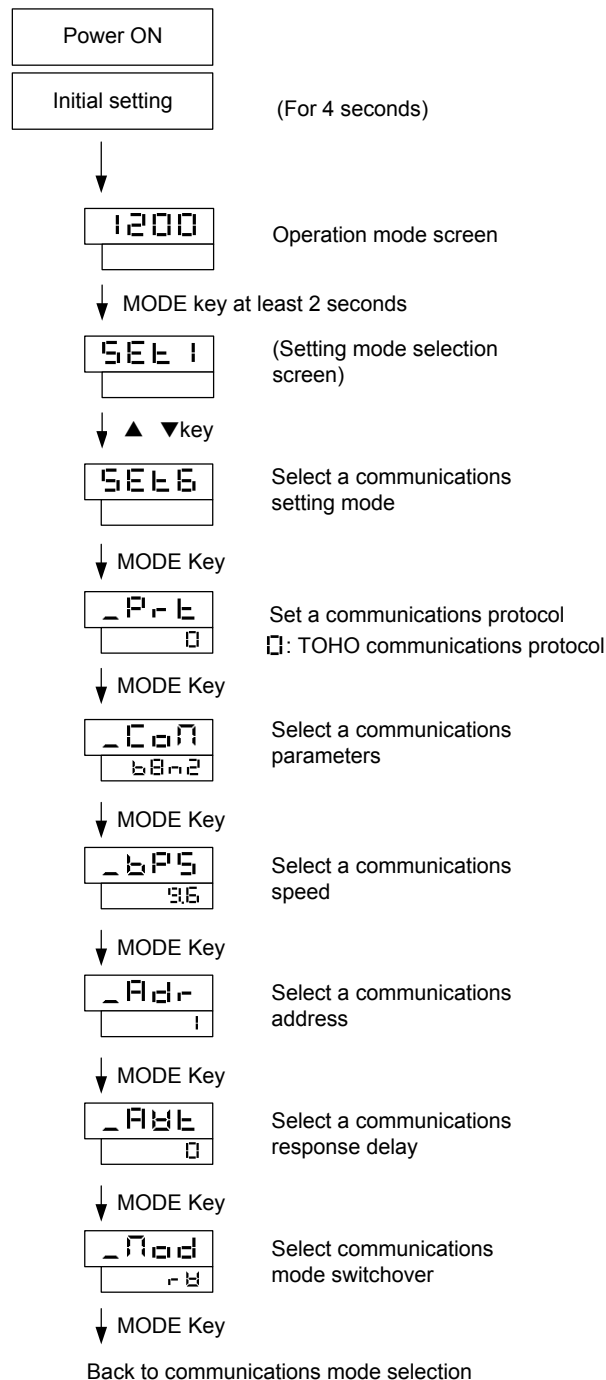 Power ON
Initial setting
(For 4 seconds)
1200
Operation mode screen
MODE key at least 2 seconds
SEt 1
(Setting mode selection
screen)
▲ ▼key
SEt6
Select a communications
setting mode
MODE Key
_Prt
0
Set a communications protocol
0: TOHO communications protocol
MODE Key
_CoM
b8n2
Select a communications
parameters
MODE Key
_bPS
9.6
Select a communications
speed
MODE Key
_Adr
1
Select a communications
address
MODE Key
_AWt
0
Select a communications
response delay
MODE Key
_Mod
rW
Select communications
mode switchover
MODE Key
Back to communications mode selection